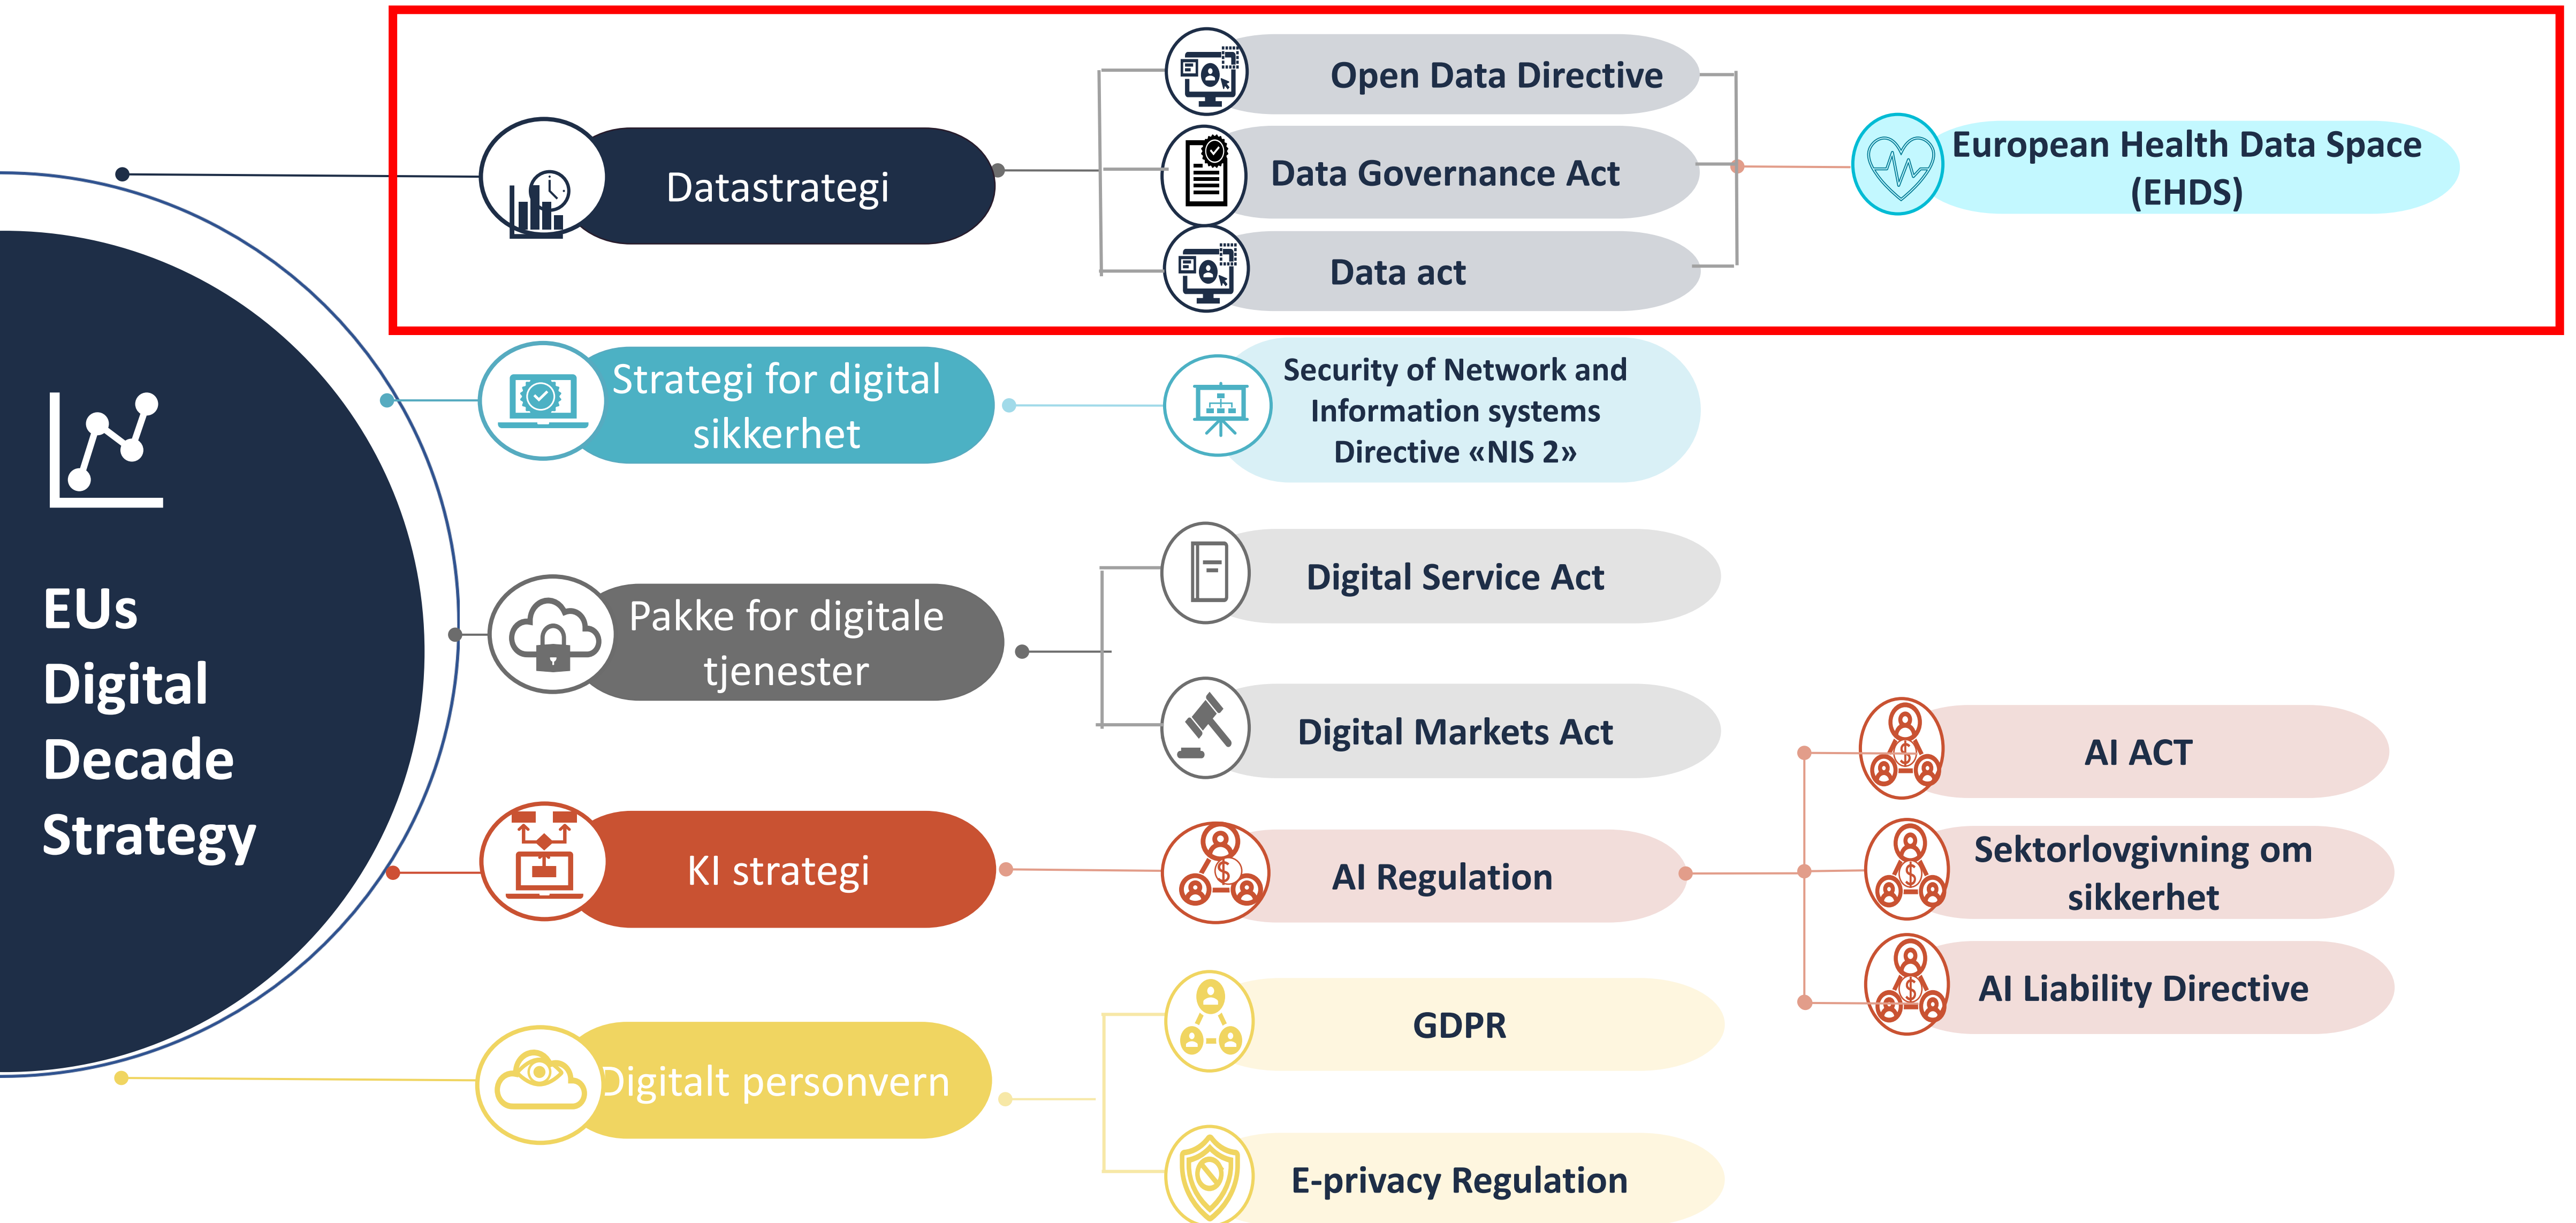 EUs
Digital
Decade
Strategy
Datastrategi
Open Data Directive
Data Governance Act
Data act
European Health Data Space
(EHDS)
Strategi for digital
sikkerhet
Security of Network and
Information systems
Directive «NIS 2»
Pakke for digitale
tjenester
Digital Service Act
Digital Markets Act
KI strategi
AI Regulation
AI ACT
Sektorlovgivning om
sikkerhet
AI Liability Directive
Digitalt personvern
GDPR
E-privacy Regulation